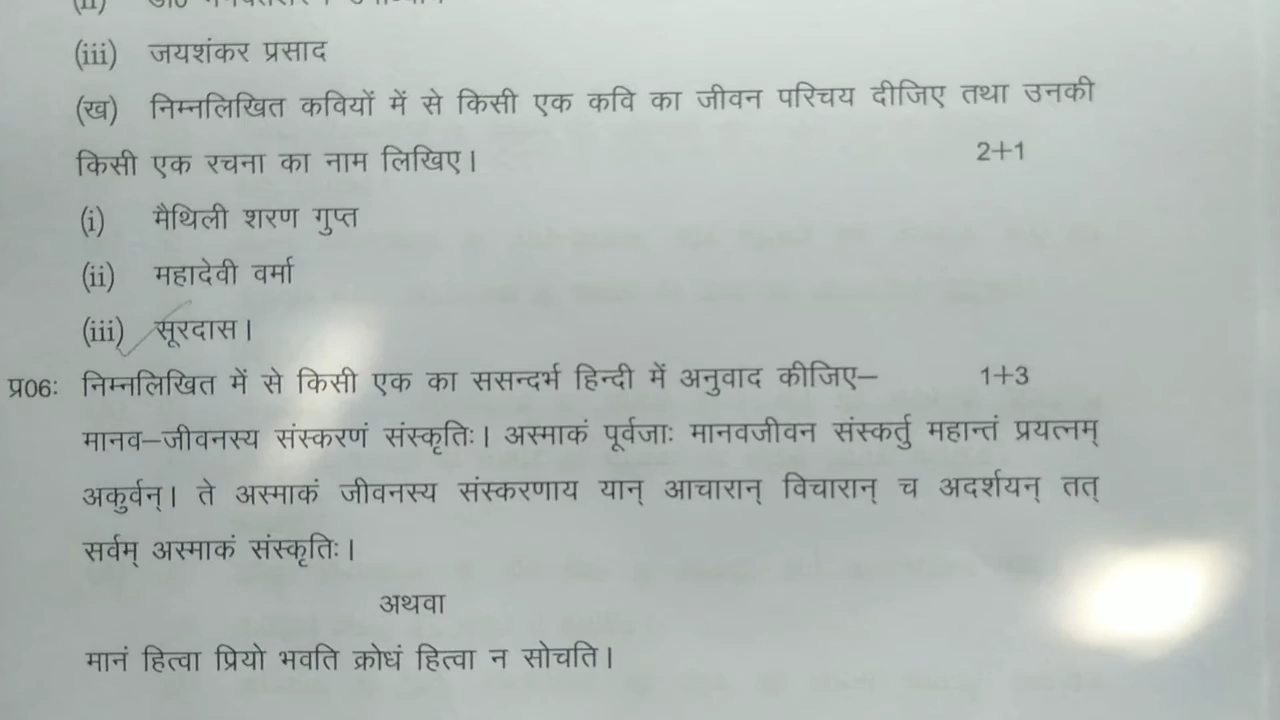 (iii) जयशंकर प्रसाद
(ख) निम्नलिखित कवियों में से किसी एक कवि का जीवन परिचय दीजिए तथा उनकी
किसी एक रचना का नाम लिखिए। 2+1
(i) मैथिली शरण गुप्त
(ii) महादेवी वर्मा
(iii) सूरदास।
प्र06: निम्नलिखित में से किसी एक का ससन्दर्भ हिन्दी में अनुवाद कीजिए– 1+3
मानव–जीवनस्य संस्करणं संस्कृतिः। अस्माकं पूर्वजाः मानवजीवन संस्कर्तु महान्तं प्रयत्नम्
अकुर्वन्। ते अस्माकं जीवनस्य संस्करणाय यान् आचारान् विचारान् च अदर्शयन् तत्
सर्वम् अस्माकं संस्कृतिः।
अथवा
मानं हित्वा प्रियो भवति क्रोधं हित्वा न सोचति।